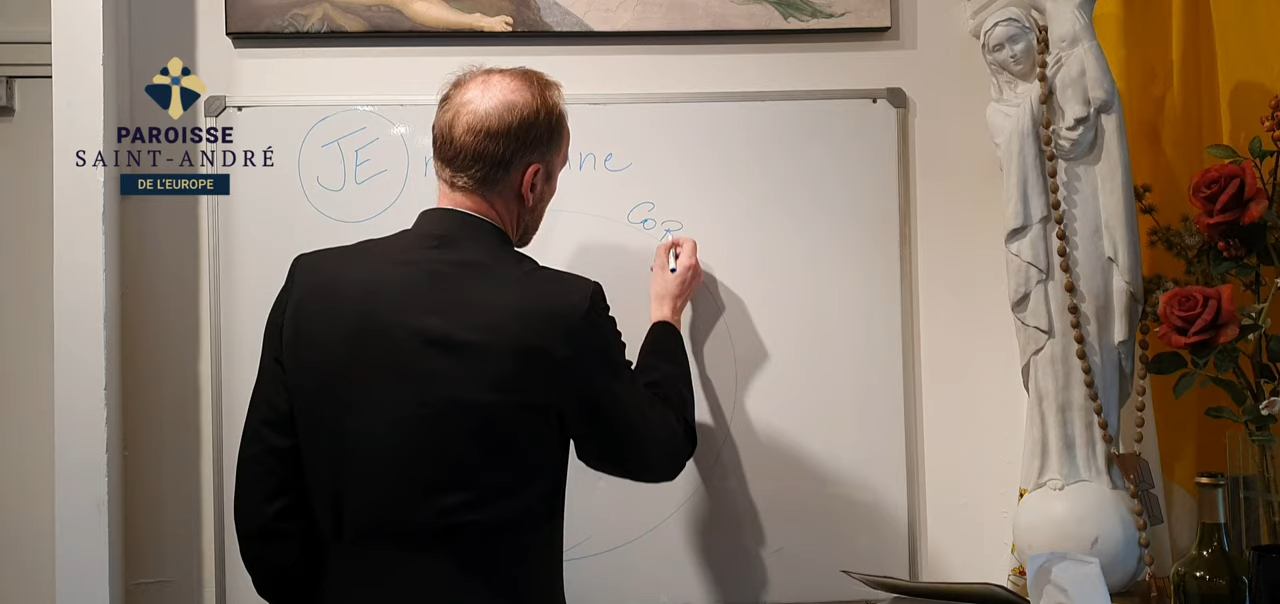 PAROISSE
SAINT-ANDRÉ
DE L'EUROPE
JE
COR